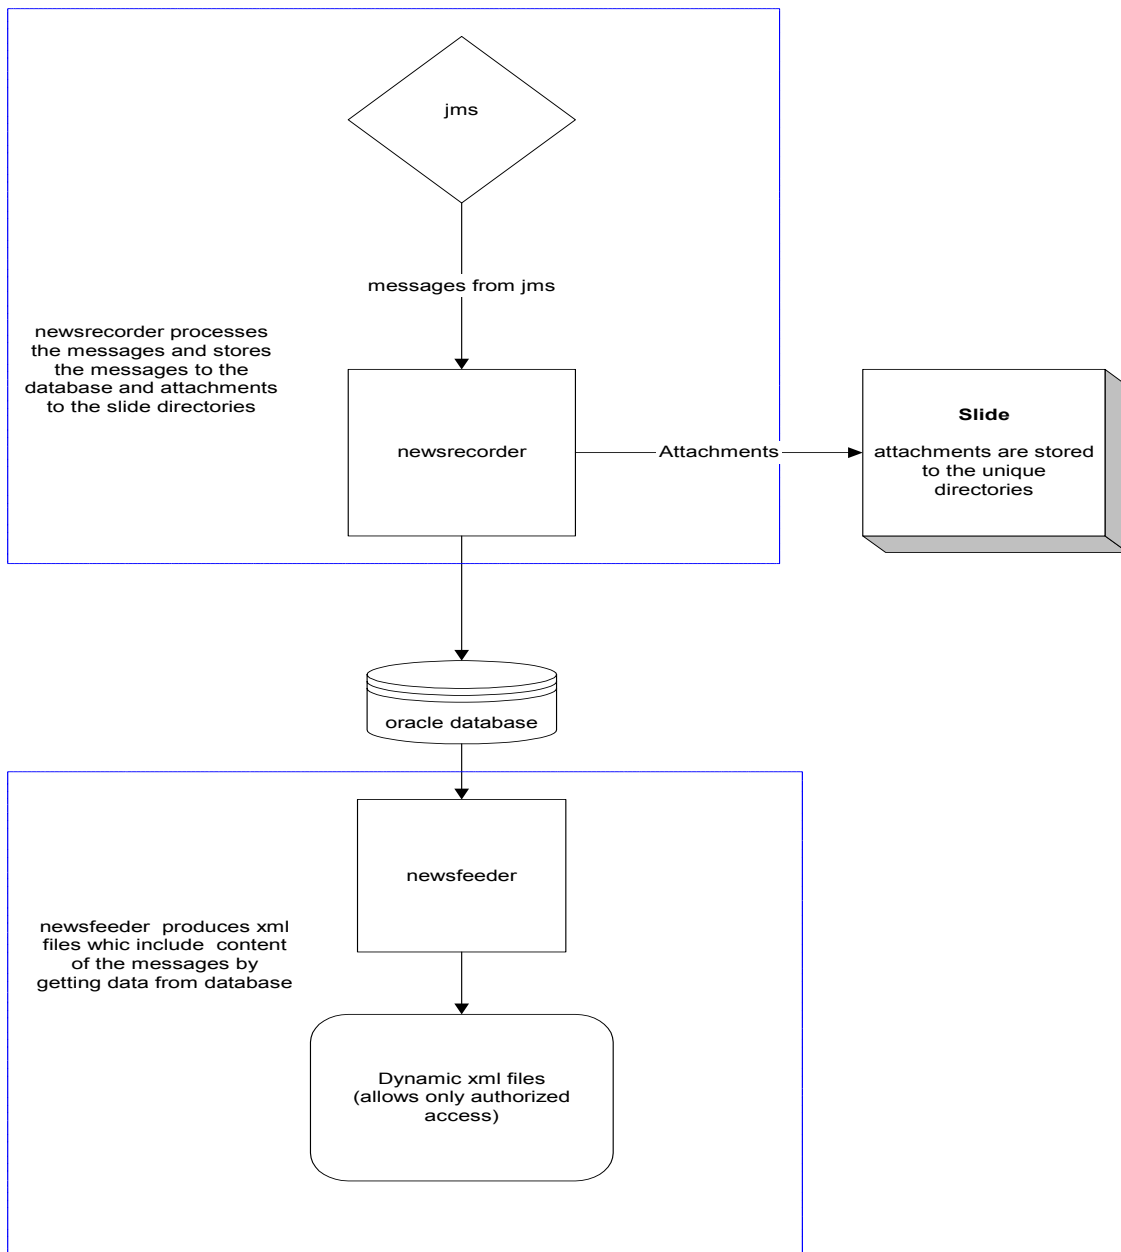 jms
messages from jms
newsrecorder processes
the messages and stores
the messages to the
database and attachments
to the slide directories
newsrecorder
Attachments
Slide
attachments are stored
to the unique
directories
oracle database
newsfeeder
newsfeeder  produces xml
files whic include  content
of the messages by
getting data from database
Dynamic xml files
(allows only authorized
access)